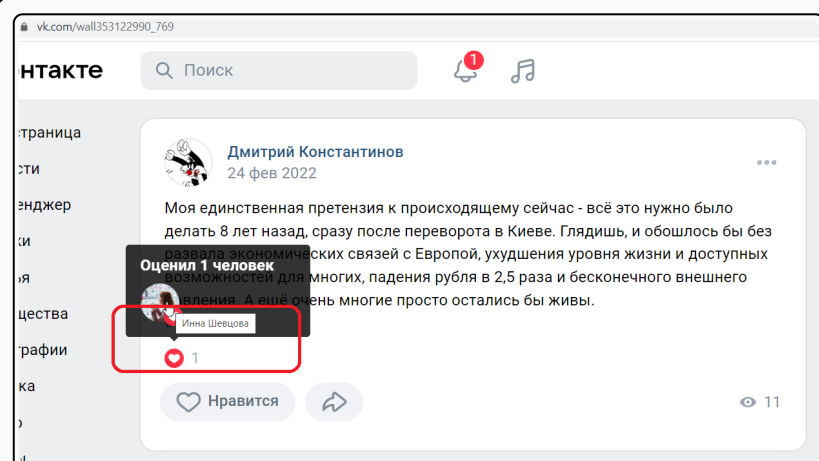 vk.com/wall353122990_769
нтакте
Поиск
1
траница
сти
енджер
ки
ья
щества
графии
ка
Дмитрий Константинов
24 фев 2022
Моя единственная претензия к происходящему сейчас - всё это нужно было
делать 8 лет назад, сразу после переворота в Киеве. Глядишь, и обошлось бы без
развала экономических связей с Европой, ухудшения уровня жизни и доступных
возможностей для многих, падения рубля в 2,5 раза и бесконечного внешнего
давления. А ещё очень многие просто остались бы живы.
Оценил 1 человек
Инна Шевцова
1
Нравится
11